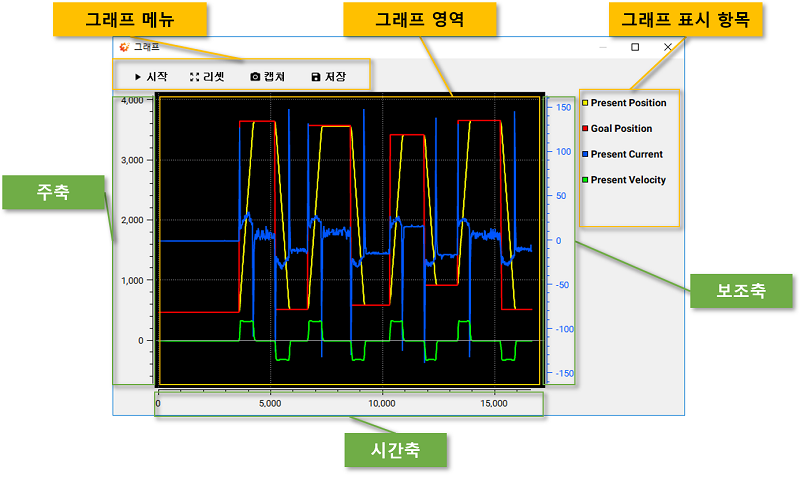 그래프 메뉴
그래프 영역
그래프 표시 항목
그래프
시작
리셋
캡처
저장
4,000
3,000
2,000
1,000
0
150
100
50
0
-50
-100
-150
Present Position
Goal Position
Present Current
Present Velocity
주축
보조축
0
5,000
10,000
15,000
시간축